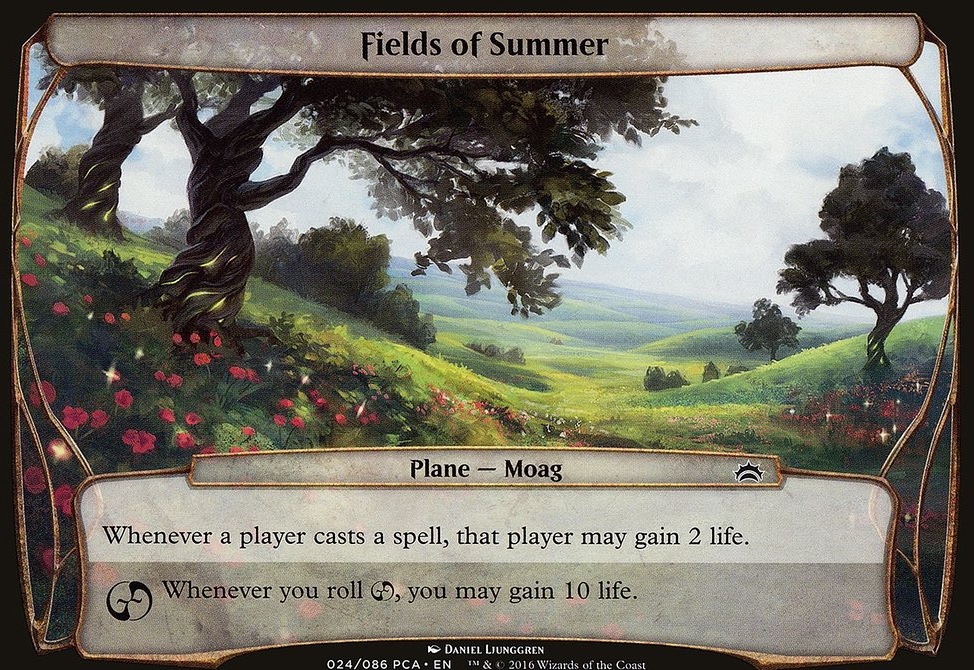 Fields of Summer
Plane — Moag
Whenever a player casts a spell, that player may gain 2 life.
Whenever you roll , you may gain 10 life.
Daniel Ljunggren
024/086 PCA • EN ™ & © 2016 Wizards of the Coast